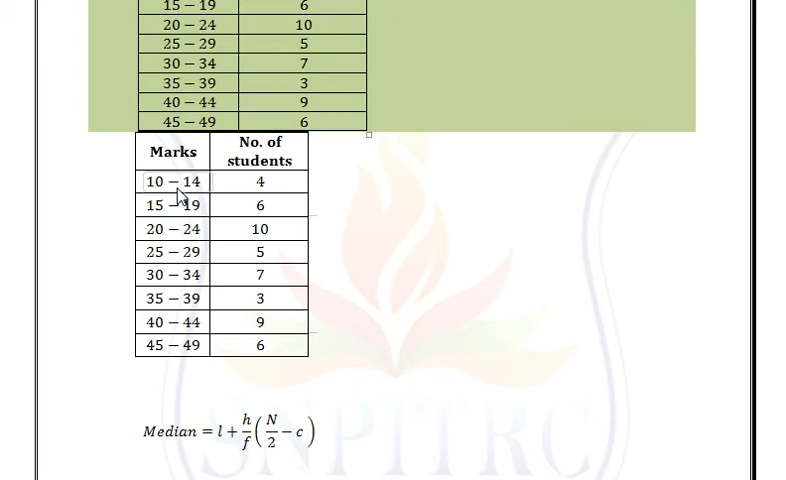 15 − 19 6
20 − 24 10
25 − 29 5
30 − 34 7
35 − 39 3
40 − 44 9
45 − 49 6
Marks No. of students
10 − 14 4
15 − 19 6
20 − 24 10
25 − 29 5
30 − 34 7
35 − 39 3
40 − 44 9
45 − 49 6
Median = l + h/f (N/2 − c)
SNPITRC